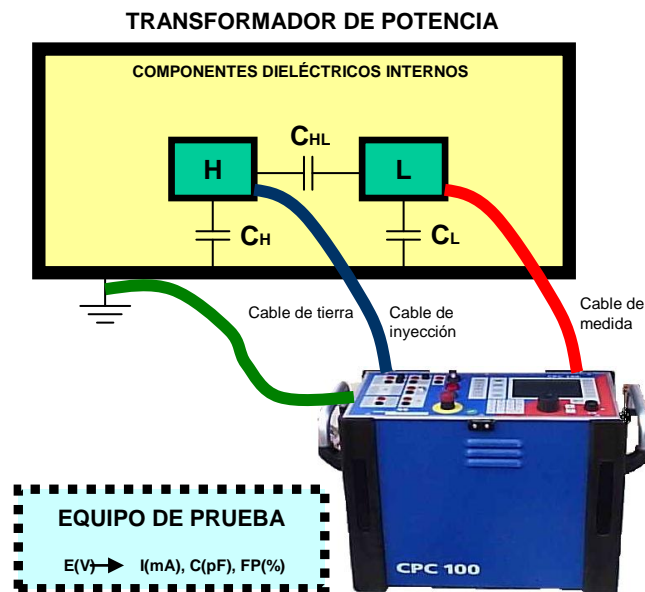 TRANSFORMADOR DE POTENCIA
COMPONENTES DIELÉCTRICOS INTERNOS
CHL
H
L
CH
CL
Cable de tierra
Cable de
inyección
Cable de
medida
EQUIPO DE PRUEBA
E(V) → I(mA), C(pF), FP(%)
CPC 100